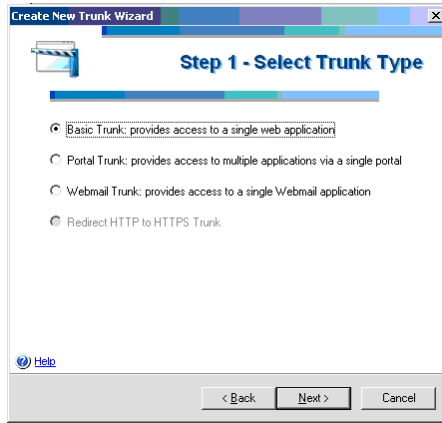 Create New Trunk Wizard
Step 1 - Select Trunk Type
Basic Trunk: provides access to a single web application
Portal Trunk: provides access to multiple applications via a single portal
Webmail Trunk: provides access to a single Webmail application
Redirect HTTP to HTTPS Trunk
Help
< Back Next > Cancel